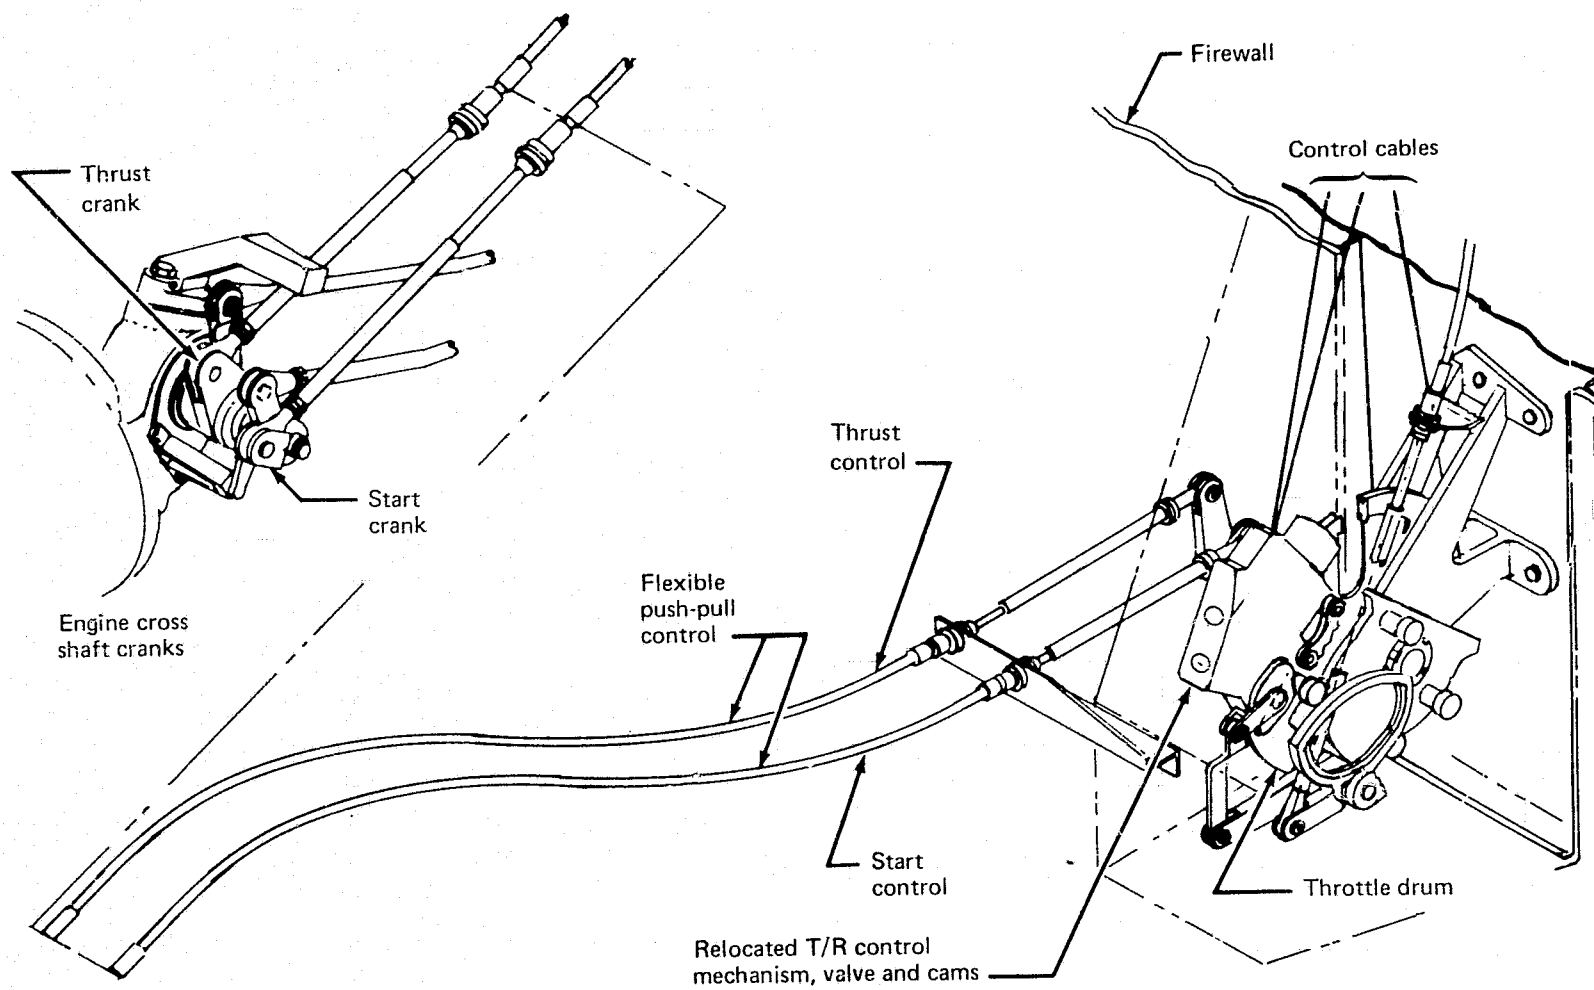 Firewall
Control cables
Thrust
crank
Thrust
control
Start
crank
Flexible
push-pull
control
Engine cross
shaft cranks
Start
control
Throttle drum
Relocated T/R control
mechanism, valve and cams